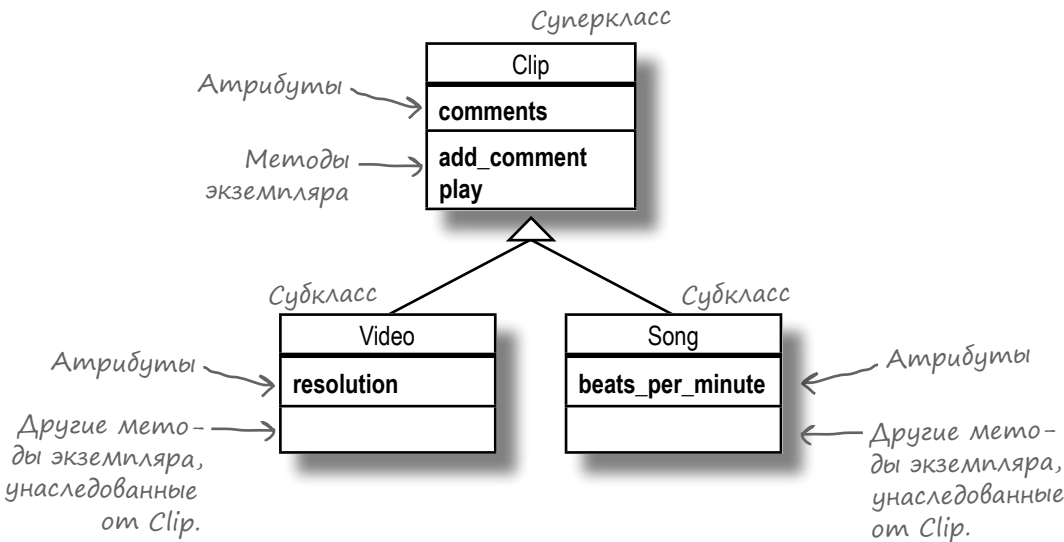 Суперкласс
Clip
Атрибуты
comments
Методы
экземпляра
add_comment
play
Субкласс
Video
Атрибуты
resolution
Другие мето-
ды экземпляра,
унаследованные
от Clip.
Субкласс
Song
beats_per_minute
Атрибуты
Другие мето-
ды экземпляра,
унаследованные
от Clip.